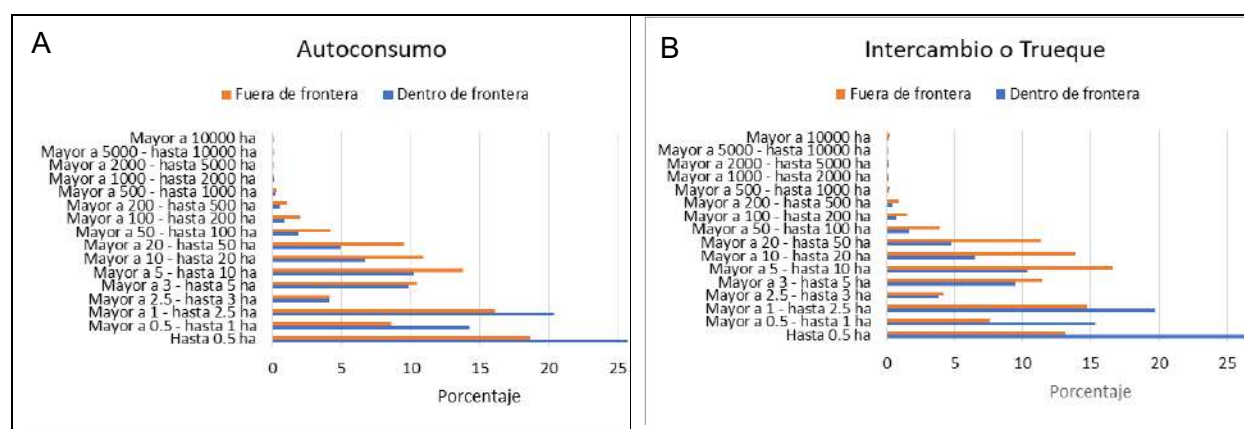 A
Autoconsumo
Fuera de frontera Dentro de frontera
Mayor a 10000 ha
Mayor a 5000 - hasta 10000 ha
Mayor a 2000 - hasta 5000 ha
Mayor a 1000 - hasta 2000 ha
Mayor a 500 - hasta 1000 ha
Mayor a 200 - hasta 500 ha
Mayor a 100 - hasta 200 ha
Mayor a 50 - hasta 100 ha
Mayor a 20 - hasta 50 ha
Mayor a 10 - hasta 20 ha
Mayor a 5 - hasta 10 ha
Mayor a 3 - hasta 5 ha
Mayor a 2.5 - hasta 3 ha
Mayor a 1 - hasta 2.5 ha
Mayor a 0.5 - hasta 1 ha
Hasta 0.5 ha
0 5 10 15 20 25
Porcentaje
B
Intercambio o Trueque
Fuera de frontera Dentro de frontera
Mayor a 10000 ha
Mayor a 5000 - hasta 10000 ha
Mayor a 2000 - hasta 5000 ha
Mayor a 1000 - hasta 2000 ha
Mayor a 500 - hasta 1000 ha
Mayor a 200 - hasta 500 ha
Mayor a 100 - hasta 200 ha
Mayor a 50 - hasta 100 ha
Mayor a 20 - hasta 50 ha
Mayor a 10 - hasta 20 ha
Mayor a 5 - hasta 10 ha
Mayor a 3 - hasta 5 ha
Mayor a 2.5 - hasta 3 ha
Mayor a 1 - hasta 2.5 ha
Mayor a 0.5 - hasta 1 ha
Hasta 0.5 ha
0 5 10 15 20 25
Porcentaje